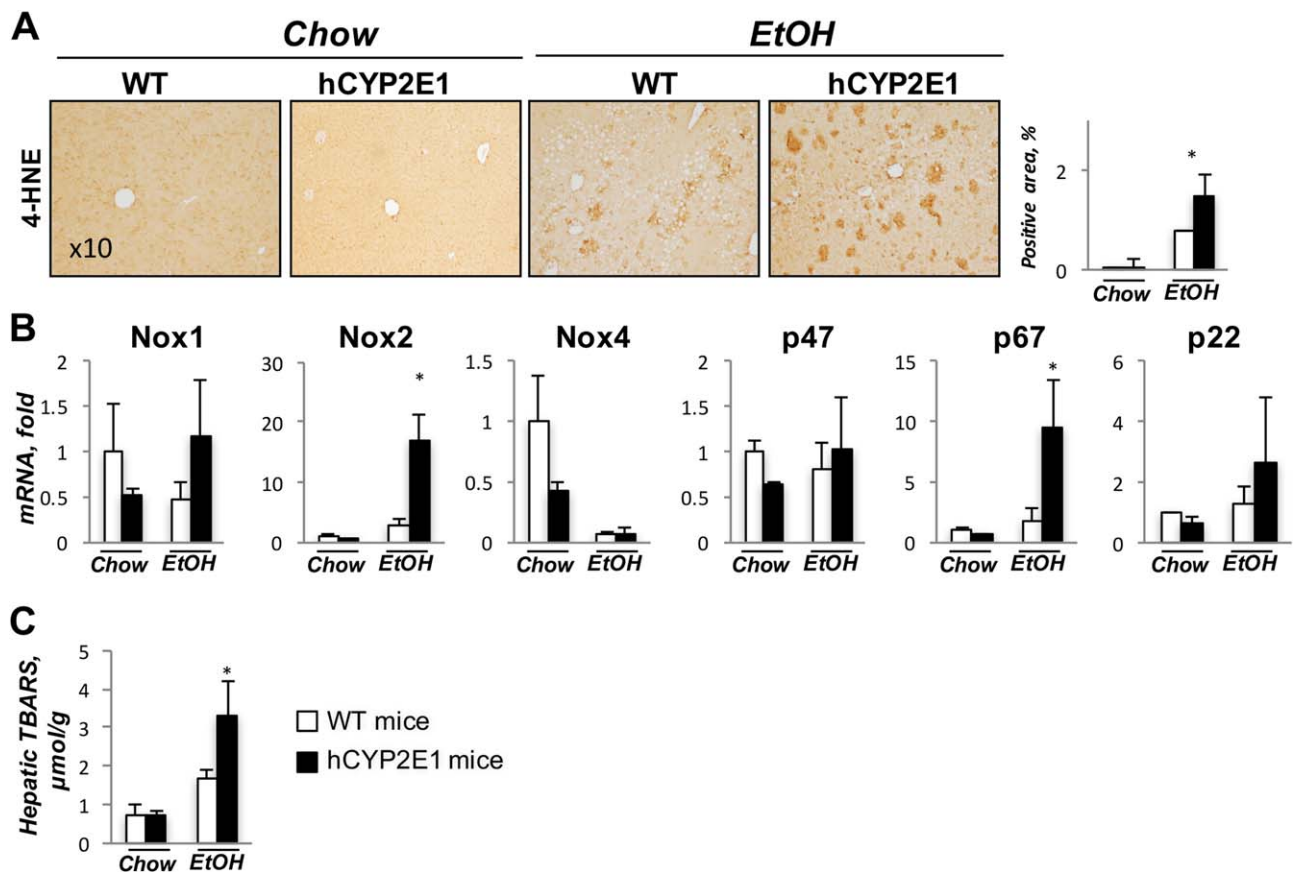 A
Chow EtOH
WT hCYP2E1 WT hCYP2E1
4-HNE
x10
Positive area, %
2
0
*
Chow EtOH
B
Nox1 Nox2 Nox4 p47 p67 p22
mRNA, fold
2
1.5
1
0.5
0
Chow EtOH
30
20
10
0
*
Chow EtOH
1.5
1
0.5
0
Chow EtOH
2
1.5
1
0.5
0
Chow EtOH
15
10
5
0
*
Chow EtOH
6
4
2
0
Chow EtOH
C
Hepatic TBARS,
µmol/g
5
4
3
2
1
0
*
Chow EtOH
WT mice
hCYP2E1 mice